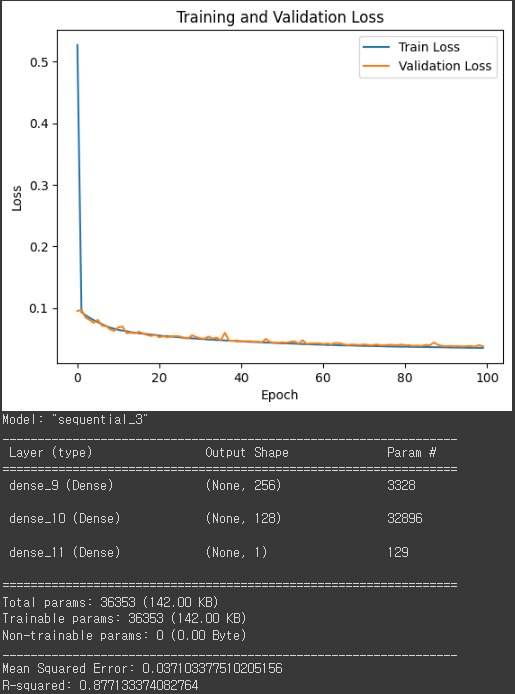 Training and Validation Loss
Train Loss
Validation Loss
0.5
0.4
0.3
0.2
0.1
Loss
0
20
40
60
80
100
Epoch
Model: "sequential_3"
Layer (type) Output Shape Param #
dense_9 (Dense) (None, 256) 3328
dense_10 (Dense) (None, 128) 32896
dense_11 (Dense) (None, 1) 129
Total params: 36353 (142.00 KB)
Trainable params: 36353 (142.00 KB)
Non-trainable params: 0 (0.00 Byte)
Mean Squared Error: 0.037103377510205156
R-squared: 0.877133374082764